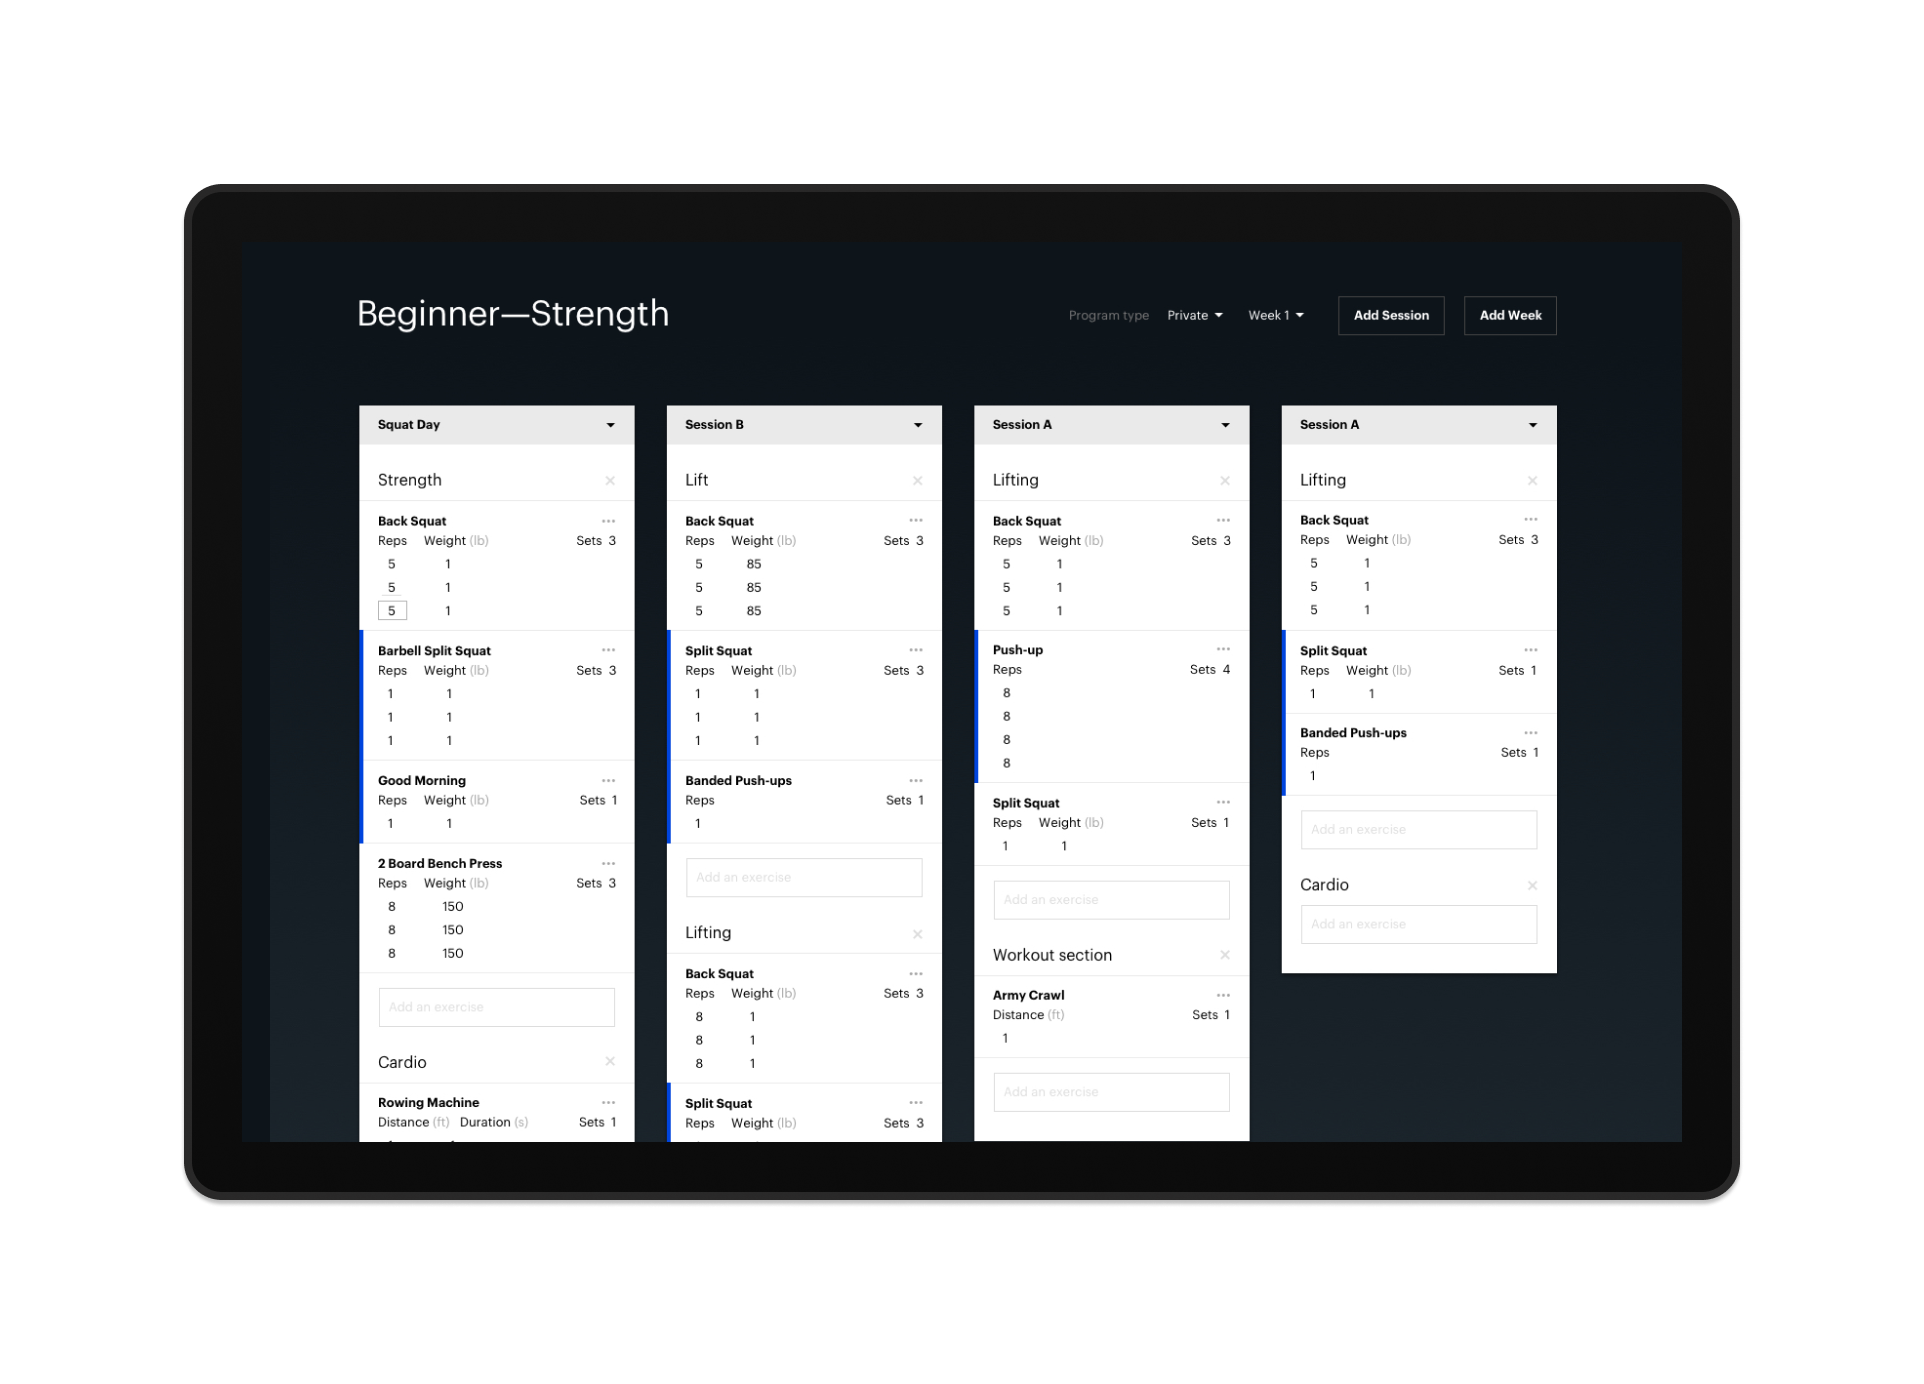 Beginner—Strength
Program type Private Week 1 Add Session Add Week
Squat Day
Strength
Back Squat
Reps Weight (lb) Sets 3
5 1
5 1
5 1
Barbell Split Squat
Reps Weight (lb) Sets 3
1 1
1 1
1 1
Good Morning
Reps Weight (lb) Sets 1
1 1
2 Board Bench Press
Reps Weight (lb) Sets 3
8 150
8 150
8 150
Add an exercise
Cardio
Rowing Machine
Distance (ft) Duration (s) Sets 1
Session B
Lift
Back Squat
Reps Weight (lb) Sets 3
5 85
5 85
5 85
Split Squat
Reps Weight (lb) Sets 3
1 1
1 1
1 1
Banded Push-ups
Reps Sets 1
1
Add an exercise
Lifting
Back Squat
Reps Weight (lb) Sets 3
8 1
8 1
8 1
Split Squat
Reps Weight (lb) Sets 3
Session A
Lifting
Back Squat
Reps Weight (lb) Sets 3
5 1
5 1
5 1
Push-up
Reps Sets 4
8
8
8
8
Split Squat
Reps Weight (lb) Sets 1
1 1
Add an exercise
Workout section
Army Crawl
Distance (ft) Sets 1
1
Add an exercise
Session A
Lifting
Back Squat
Reps Weight (lb) Sets 3
5 1
5 1
5 1
Split Squat
Reps Weight (lb) Sets 1
1 1
Banded Push-ups
Reps Sets 1
1
Add an exercise
Cardio
Add an exercise